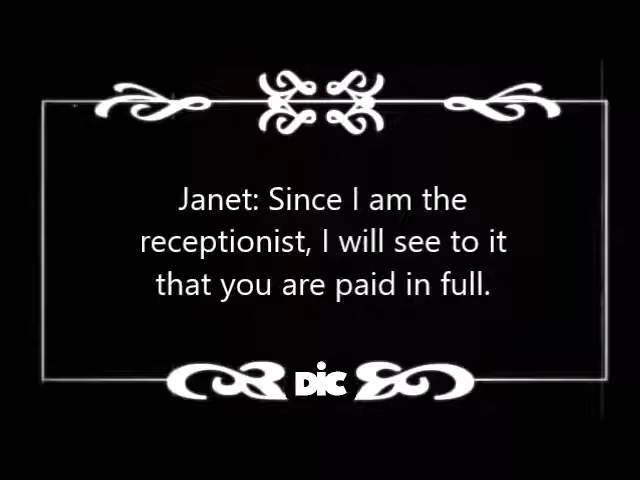 Janet: Since I am the
receptionist, I will see to it
that you are paid in full.
DiC